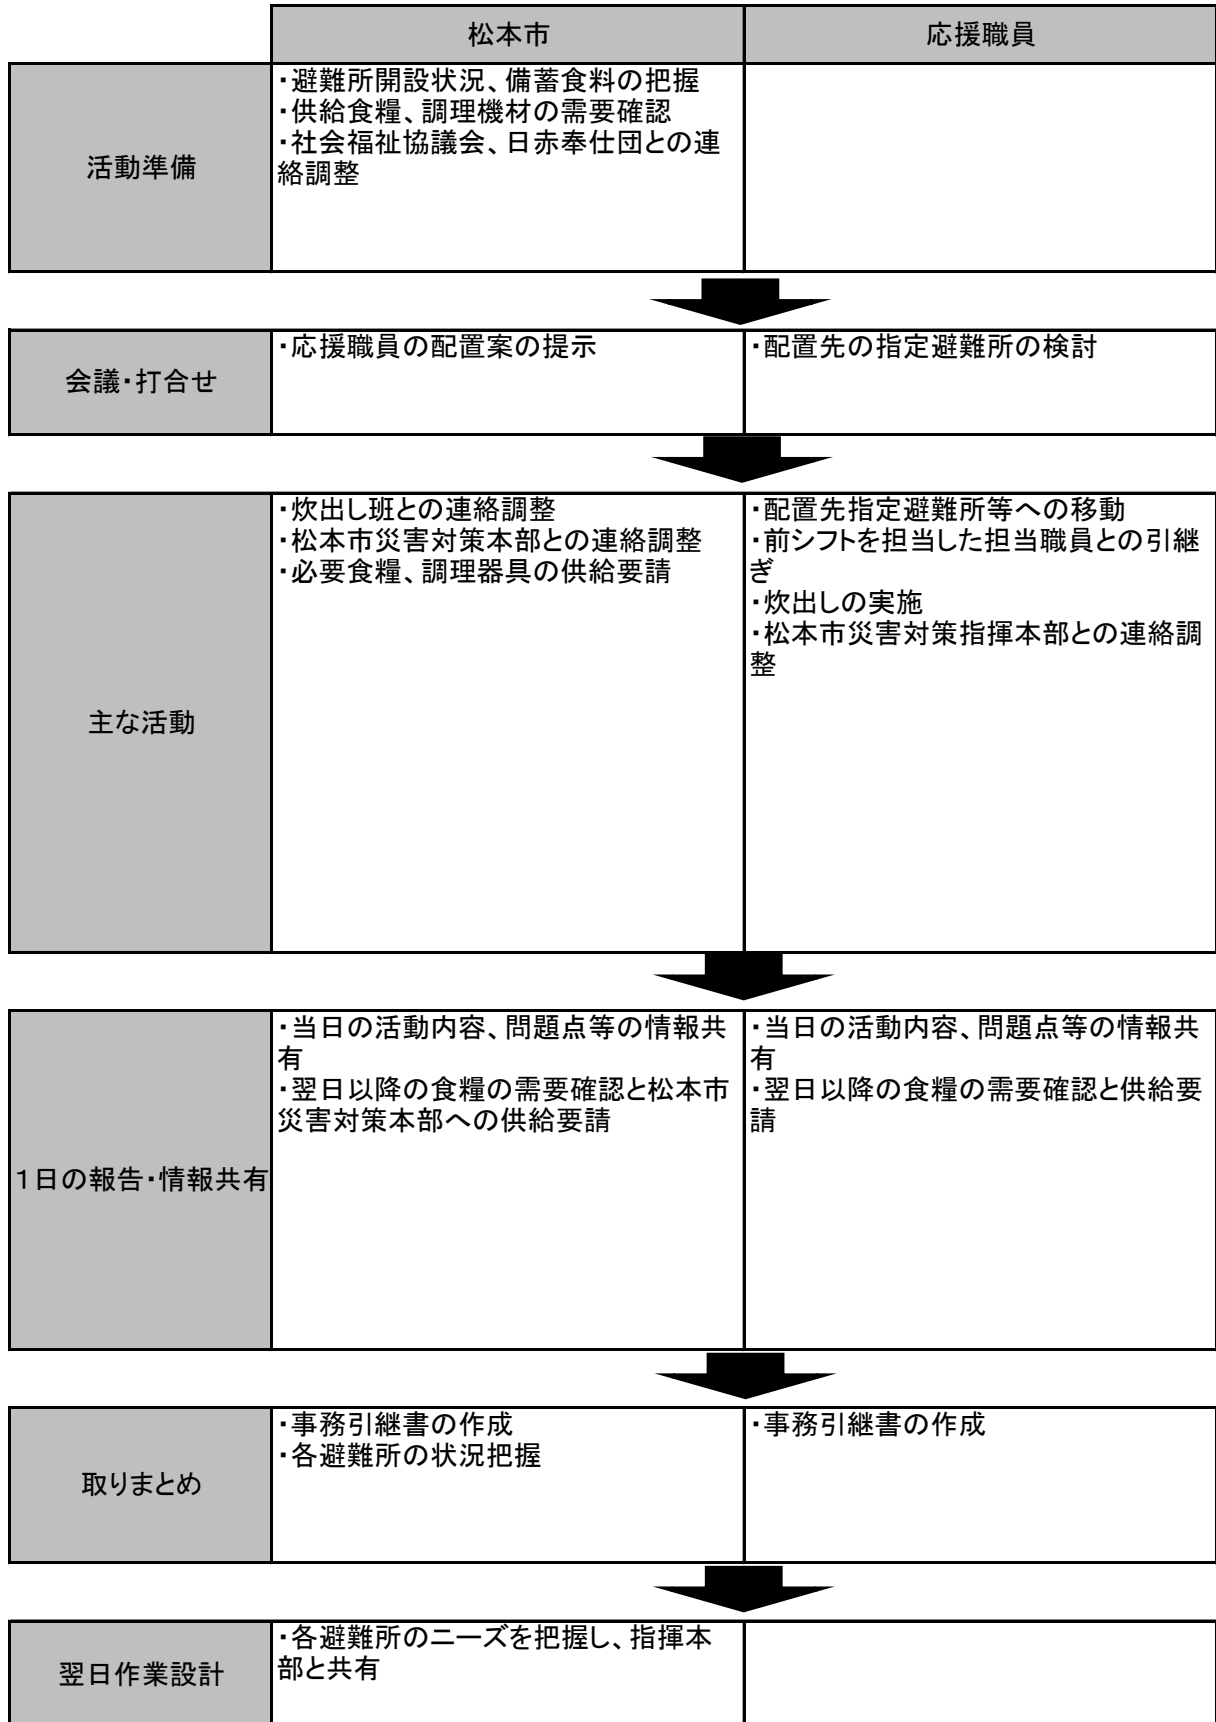 松本市
応援職員
活動準備
・避難所開設状況、備蓄食料の把握
・供給食糧、調理機材の需要確認
・社会福祉協議会、日赤奉仕団との連
絡調整
会議・打合せ
・応援職員の配置案の提示
・配置先の指定避難所の検討
主な活動
・炊出し班との連絡調整
・松本市災害対策本部との連絡調整
・必要食糧、調理器具の供給要請
・配置先指定避難所等への移動
・前シフトを担当した担当職員との引継
ぎ
・炊出しの実施
・松本市災害対策指揮本部との連絡調
整
１日の報告・情報共有
・当日の活動内容、問題点等の情報共
有
・翌日以降の食糧の需要確認と松本市
災害対策本部への供給要請
・当日の活動内容、問題点等の情報共
有
・翌日以降の食糧の需要確認と供給要
請
取りまとめ
・事務引継書の作成
・各避難所の状況把握
・事務引継書の作成
翌日作業設計
・各避難所のニーズを把握し、指揮本
部と共有